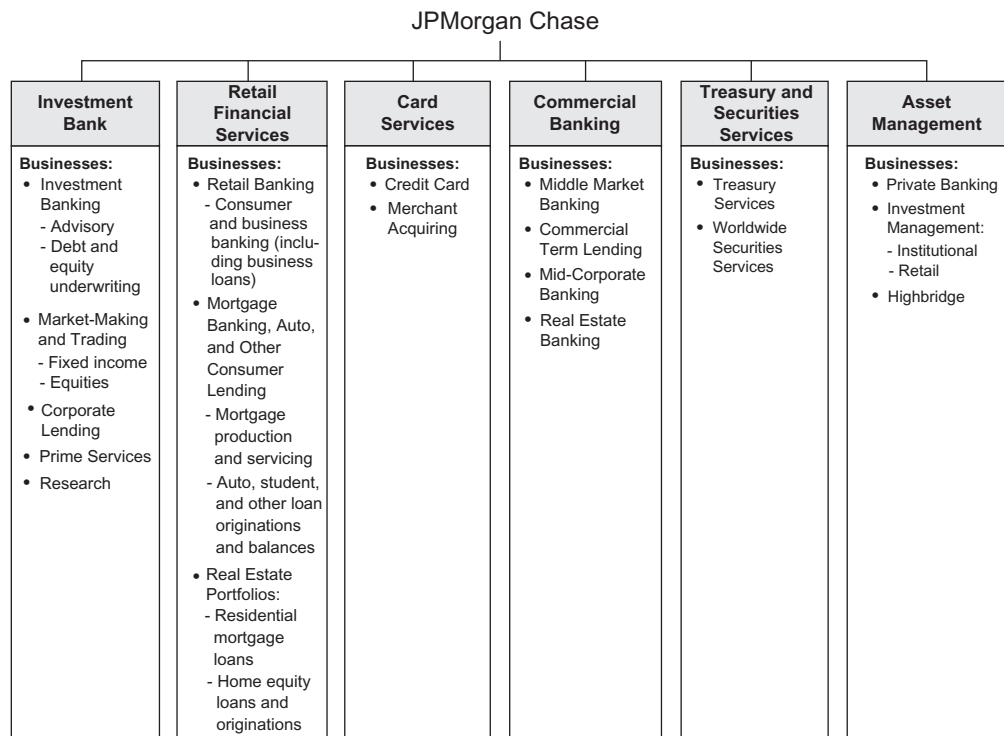 JPMorgan Chase
Investment
Bank
Businesses:
• Investment
Banking
- Advisory
- Debt and
equity
underwriting
• Market-Making
and Trading
- Fixed income
- Equities
• Corporate
Lending
• Prime Services
• Research
Retail
Financial
Services
Businesses:
• Retail Banking
- Consumer
and business
banking (inclu-
ding business
loans)
• Mortgage
Banking, Auto,
and Other
Consumer
Lending
- Mortgage
production
and servicing
- Auto, student,
and other loan
originations
and balances
• Real Estate
Portfolios:
- Residential
mortgage
loans
- Home equity
loans and
originations
Card
Services
Businesses:
• Credit Card
• Merchant
Acquiring
Commercial
Banking
Businesses:
• Middle Market
Banking
• Commercial
Term Lending
• Mid-Corporate
Banking
• Real Estate
Banking
Treasury and
Securities
Services
Businesses:
• Treasury
Services
• Worldwide
Securities
Services
Asset
Management
Businesses:
• Private Banking
• Investment
Management:
- Institutional
- Retail
• Highbridge